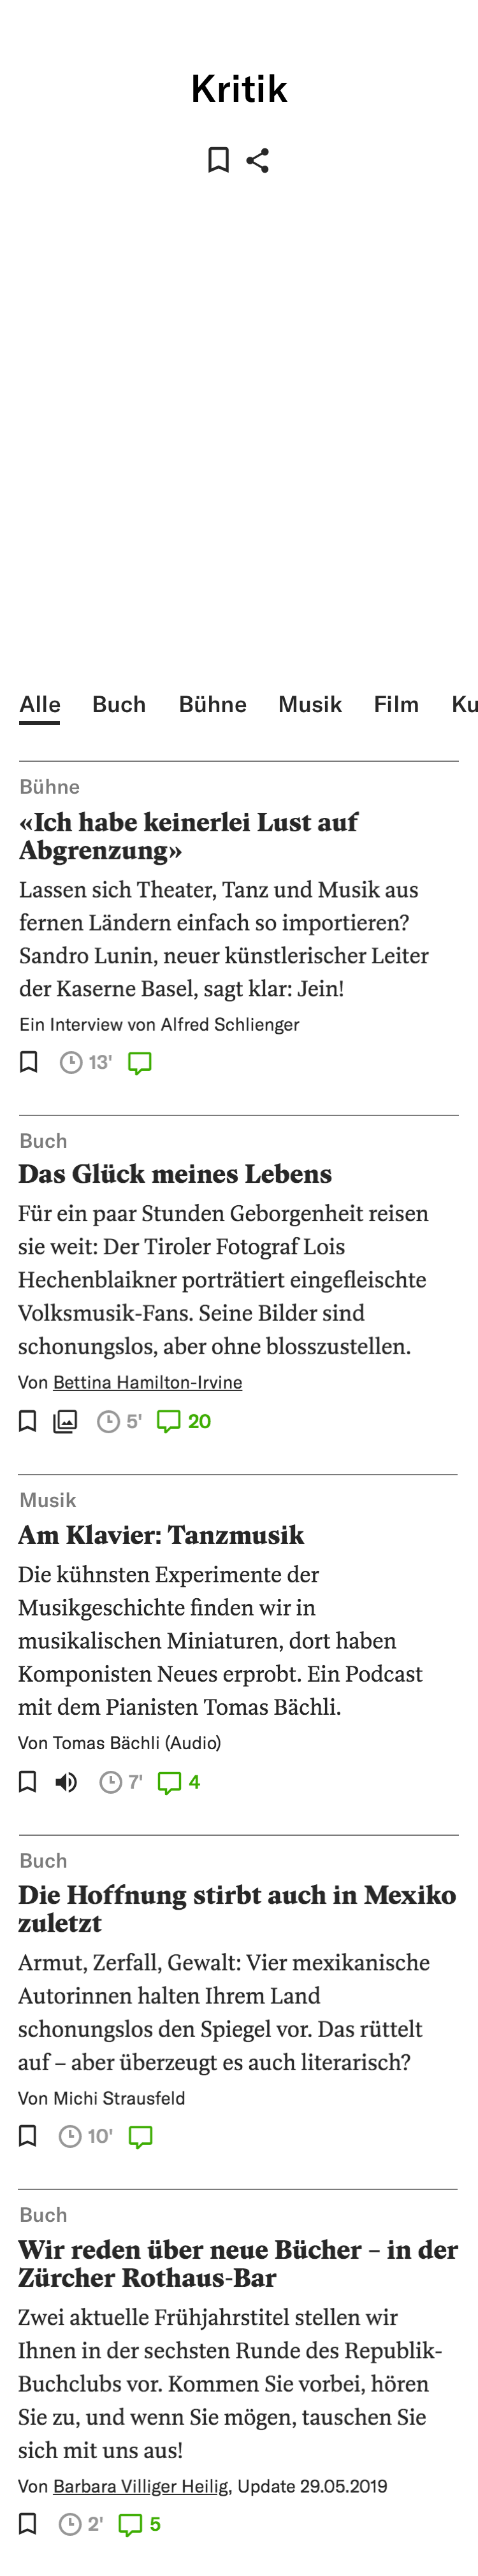 Kritik
Alle Buch Bühne Musik Film Ku
Bühne
«Ich habe keinerlei Lust auf
Abgrenzung»
Lassen sich Theater, Tanz und Musik aus
fernen Ländern einfach so importieren?
Sandro Lunin, neuer künstlerischer Leiter
der Kaserne Basel, sagt klar: Jein!
Ein Interview von Alfred Schlienger
13'
Buch
Das Glück meines Lebens
Für ein paar Stunden Geborgenheit reisen
sie weit: Der Tiroler Fotograf Lois
Hechenblaikner porträtiert eingefleischte
Volksmusik-Fans. Seine Bilder sind
schonungslos, aber ohne blosszustellen.
Von Bettina Hamilton-Irvine
5' 20
Musik
Am Klavier: Tanzmusik
Die kühnsten Experimente der
Musikgeschichte finden wir in
musikalischen Miniaturen, dort haben
Komponisten Neues erprobt. Ein Podcast
mit dem Pianisten Tomas Bächli.
Von Tomas Bächli (Audio)
7' 4
Buch
Die Hoffnung stirbt auch in Mexiko
zuletzt
Armut, Zerfall, Gewalt: Vier mexikanische
Autorinnen halten Ihrem Land
schonungslos den Spiegel vor. Das rüttelt
auf – aber überzeugt es auch literarisch?
Von Michi Strausfeld
10'
Buch
Wir reden über neue Bücher – in der
Zürcher Rothaus-Bar
Zwei aktuelle Frühjahrstitel stellen wir
Ihnen in der sechsten Runde des Republik-
Buchclubs vor. Kommen Sie vorbei, hören
Sie zu, und wenn Sie mögen, tauschen Sie
sich mit uns aus!
Von Barbara Villiger Heilig, Update 29.05.2019
2' 5